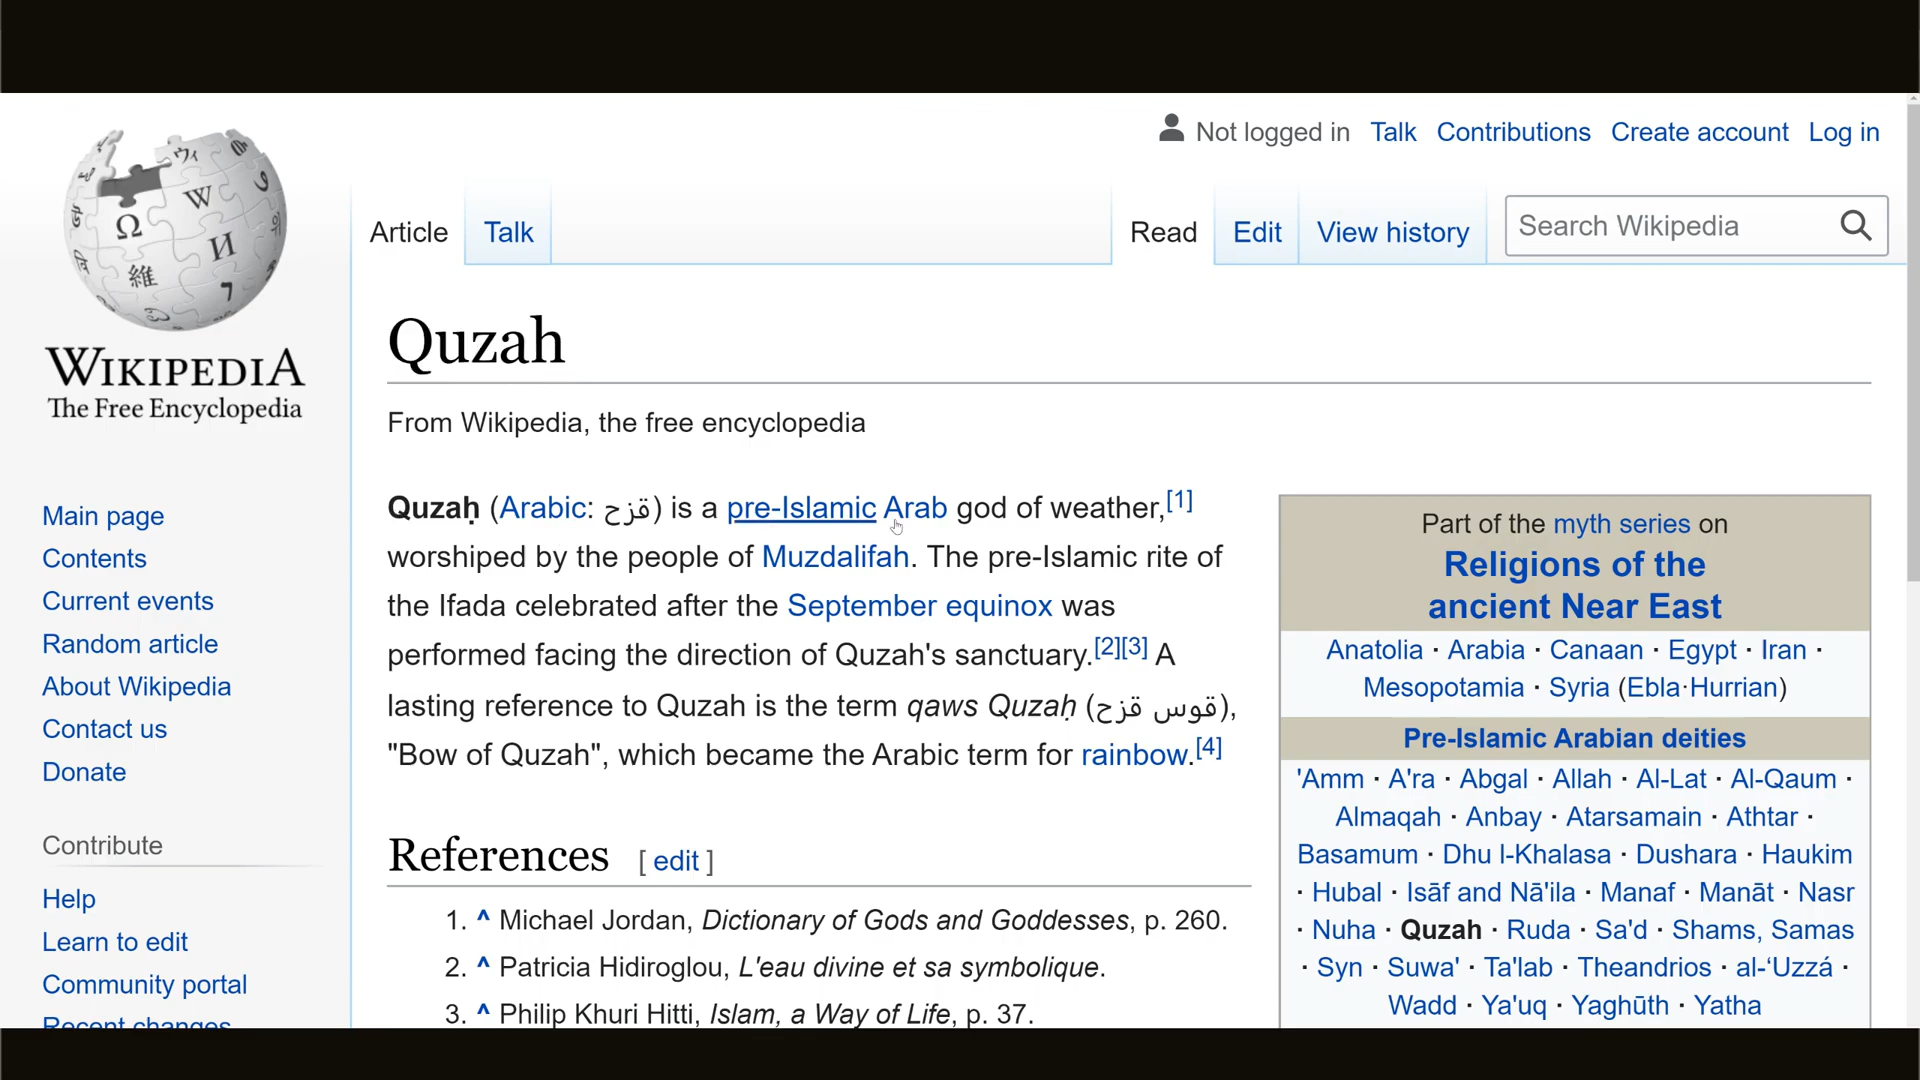 Not logged in Talk Contributions Create account Log in
WIKIPEDIA
The Free Encyclopedia
Article Talk Read Edit View history Search Wikipedia
Quzah
From Wikipedia, the free encyclopedia
Main page
Contents
Current events
Random article
About Wikipedia
Contact us
Donate
Contribute
Help
Learn to edit
Community portal
Recent changes
Quzaḥ (Arabic: قزح) is a pre-Islamic Arab god of weather,[1]
worshiped by the people of Muzdalifah. The pre-Islamic rite of
the Ifada celebrated after the September equinox was
performed facing the direction of Quzah's sanctuary.[2][3] A
lasting reference to Quzah is the term qaws Quzaḥ (قوس قزح),
"Bow of Quzah", which became the Arabic term for rainbow.[4]
References [ edit ]
1. ^ Michael Jordan, Dictionary of Gods and Goddesses, p. 260.
2. ^ Patricia Hidiroglou, L'eau divine et sa symbolique.
3. ^ Philip Khuri Hitti, Islam, a Way of Life, p. 37.
Part of the myth series on
Religions of the
ancient Near East
Anatolia · Arabia · Canaan · Egypt · Iran ·
Mesopotamia · Syria (Ebla·Hurrian)
Pre-Islamic Arabian deities
'Amm · A'ra · Abgal · Allah · Al-Lat · Al-Qaum ·
Almaqah · Anbay · Atarsamain · Athtar ·
Basamum · Dhu l-Khalasa · Dushara · Haukim
· Hubal · Isāf and Nā'ila · Manaf · Manāt · Nasr
· Nuha · Quzah · Ruda · Sa'd · Shams, Samas
· Syn · Suwa' · Ta'lab · Theandrios · al-‘Uzzá ·
Wadd · Ya'uq · Yaghūth · Yatha